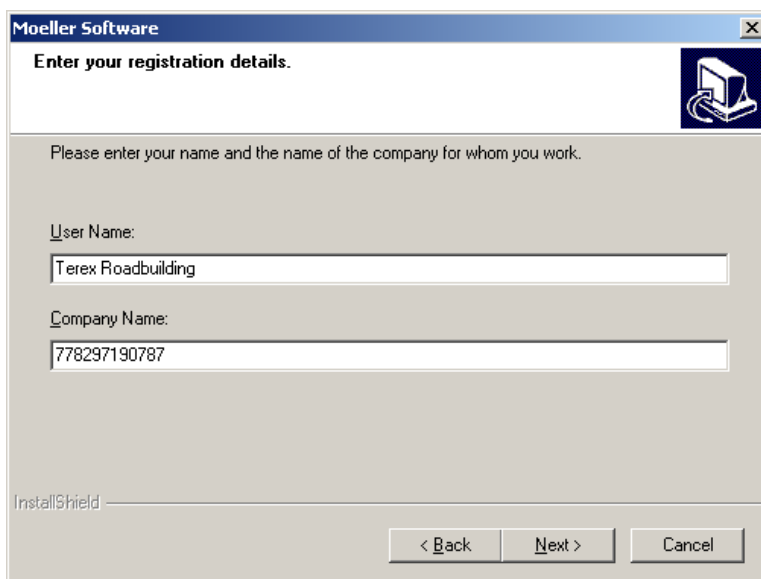 Moeller Software
Enter your registration details.
Please enter your name and the name of the company for whom you work.
User Name:
Terex Roadbuilding
Company Name:
778297190787
InstallShield
< Back Next > Cancel